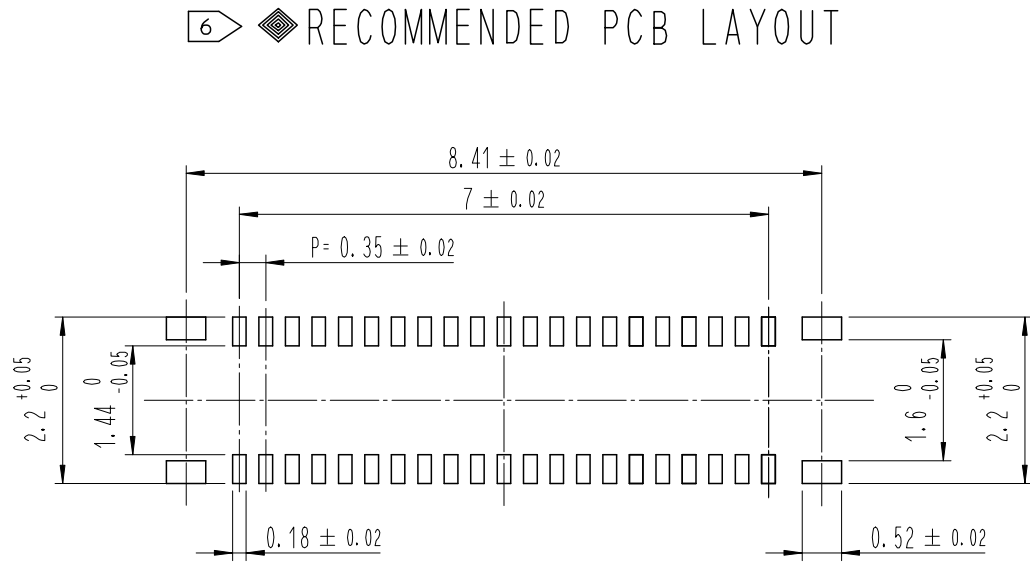 6 RECOMMENDED PCB LAYOUT
8.41 ± 0.02
7 ± 0.02
P= 0.35 ± 0.02
2.2 +0.05 0
1.44 0 -0.05
1.6 0 -0.05
2.2 +0.05 0
0.18 ± 0.02
0.52 ± 0.02